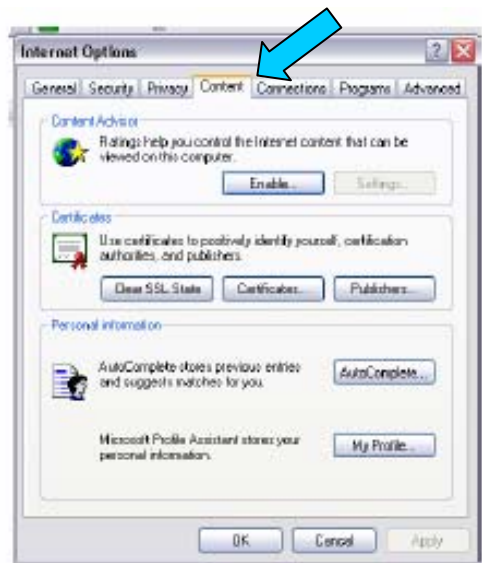 Internet Options
General Security Privacy Content Connections Programs Advanced
Content Advisor
Ratings help you control the Internet content that can be
viewed on this computer.
Enable... Settings...
Certificates
Use certificates to positively identify yourself, certification
authorities, and publishers.
Clear SSL State Certificates... Publishers...
Personal information
AutoComplete stores previous entries
and suggests matches for you.
AutoComplete...
Microsoft Profile Assistant stores your
personal information.
My Profile...
OK Cancel Apply